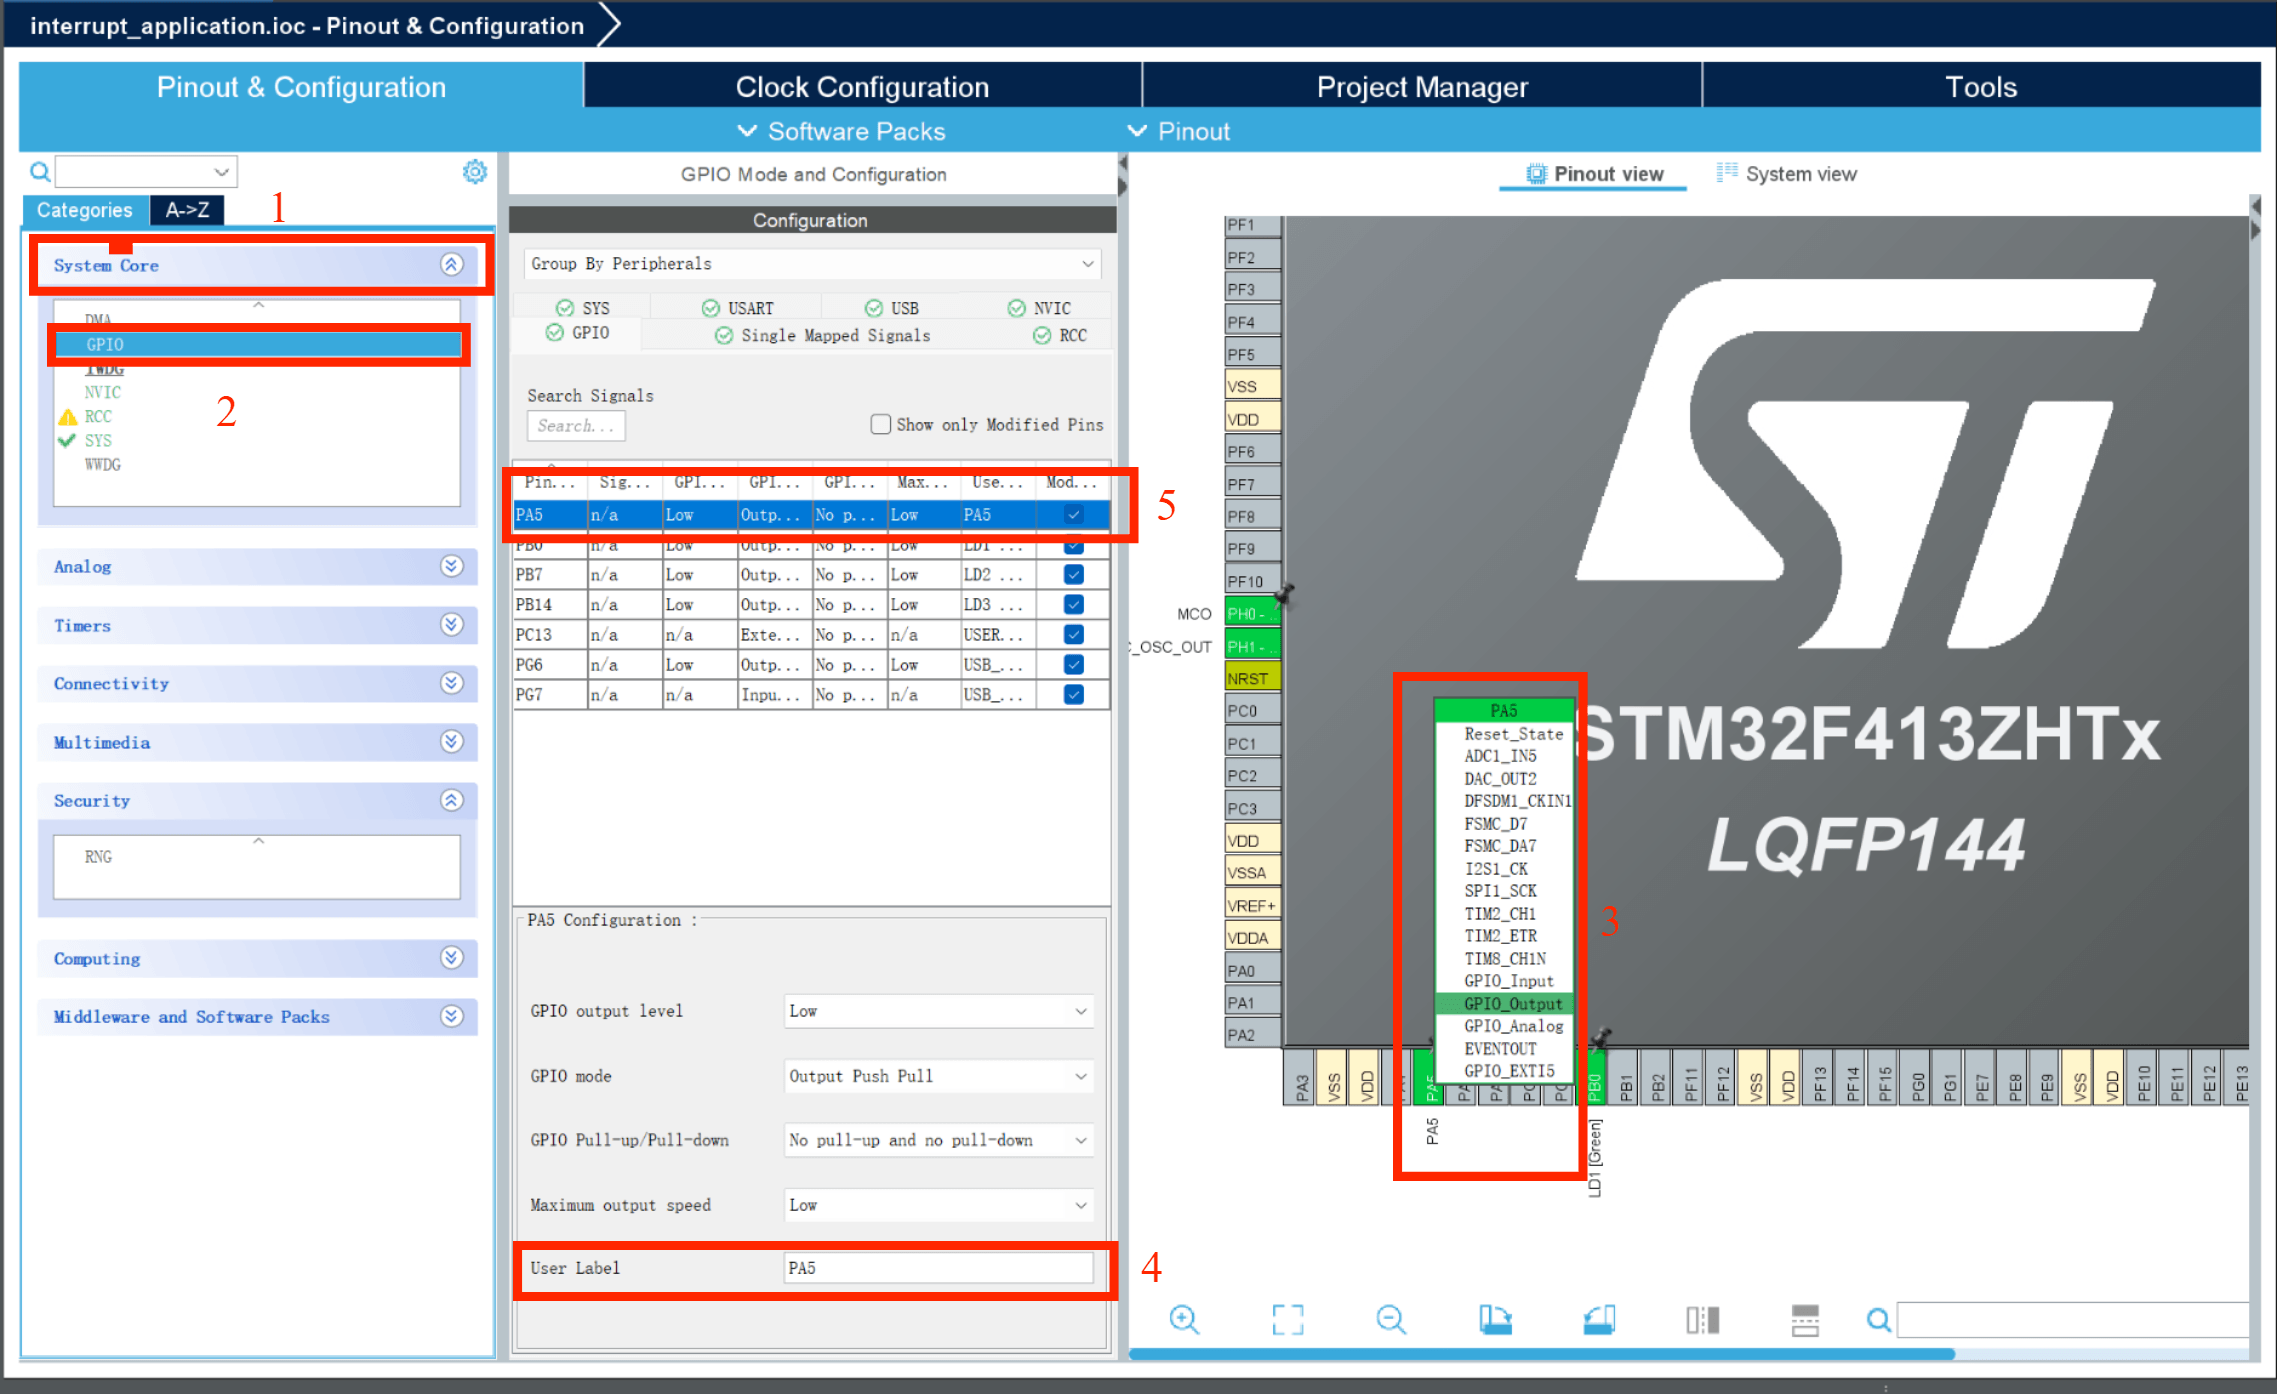 interrupt_application.ioc - Pinout & Configuration
Pinout & Configuration
Clock Configuration
Project Manager
Tools
Software Packs
Pinout
GPIO Mode and Configuration
Pinout view
System view
Categories
A->Z
1
System Core
DMA
GPIO
IWDG
NVIC
RCC
SYS
WWDG
2
Analog
Timers
Connectivity
Multimedia
Security
RNG
Computing
Middleware and Software Packs
Configuration
Group By Peripherals
SYS USART USB NVIC
GPIO Single Mapped Signals RCC
Search Signals
Search...
Show only Modified Pins
Pin... Sig... GPI... GPI... GPI... Max... Use... Mod...
PA5 n/a Low Outp... No p... Low PA5
PB0 n/a Low Outp... No p... Low LD1 ...
PB7 n/a Low Outp... No p... Low LD2 ...
PB14 n/a Low Outp... No p... Low LD3 ...
PC13 n/a n/a Exte... No p... n/a USER...
PG6 n/a Low Outp... No p... Low USB_...
PG7 n/a n/a Inpu... No p... n/a USB_...
5
PA5 Configuration :
GPIO output level Low
GPIO mode Output Push Pull
GPIO Pull-up/Pull-down No pull-up and no pull-down
Maximum output speed Low
User Label PA5
4
PF1
PF2
PF3
PF4
PF5
VSS
VDD
PF6
PF7
PF8
PF9
PF10
MCO PH0 - ..
C_OSC_OUT PH1 - ..
NRST
PC0
PC1
PC2
PC3
VDD
VSSA
VREF+
VDDA
PA0
PA1
PA2
ST
STM32F413ZHTx
LQFP144
PA5
Reset_State
ADC1_IN5
DAC_OUT2
DFSDM1_CKIN1
FSMC_D7
FSMC_DA7
I2S1_CK
SPI1_SCK
TIM2_CH1
TIM2_ETR
TIM8_CH1N
GPIO_Input
GPIO_Output
GPIO_Analog
EVENTOUT
GPIO_EXTI5
3
PA3
VSS
VDD
PA5
PB0
PB1
PB2
PF11
PF12
VSS
VDD
PF13
PF14
PF15
PG0
PG1
PE7
PE8
PE9
VSS
VDD
PE10
PE11
PE12
PE13
PA5
LD1 [Green]